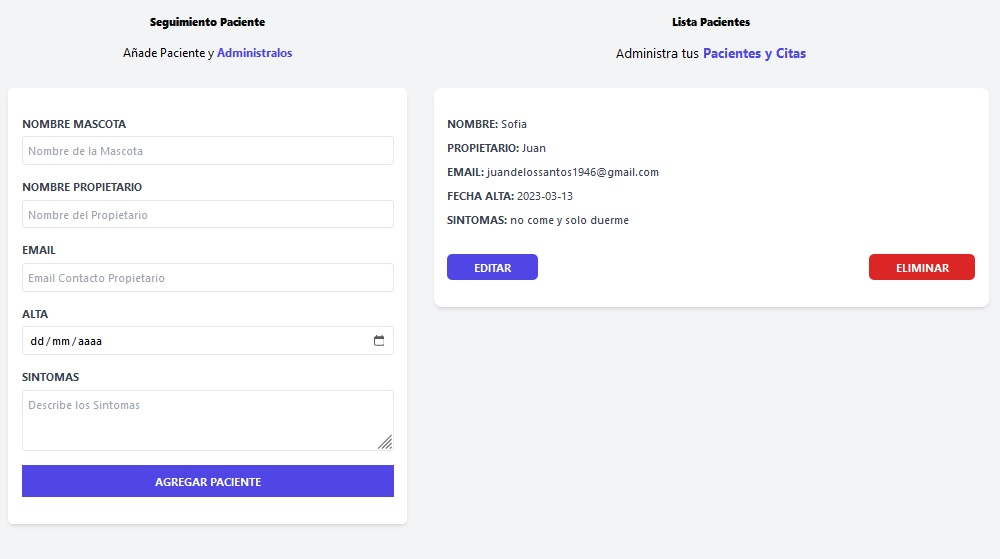 Seguimiento Paciente
Añade Paciente y Administralos
NOMBRE MASCOTA
Nombre de la Mascota
NOMBRE PROPIETARIO
Nombre del Propietario
EMAIL
Email Contacto Propietario
ALTA
dd/mm/aaaa
SINTOMAS
Describe los Sintomas
AGREGAR PACIENTE
Lista Pacientes
Administra tus Pacientes y Citas
NOMBRE: Sofia
PROPIETARIO: Juan
EMAIL: juandelossantos1946@gmail.com
FECHA ALTA: 2023-03-13
SINTOMAS: no come y solo duerme
EDITAR
ELIMINAR